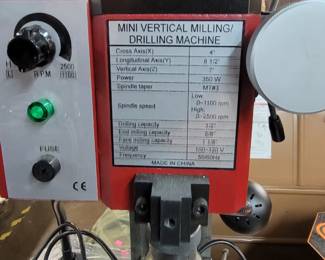 MINI VERTICAL MILLING/
DRILLING MACHINE
Cross Axis(X) 4"
Longitudinal Axis(Y) 8 1/2"
Vertical Axis(Z)
Power 350 W
Spindle taper MT#3
Spindle speed Low: 0~1100 rpm High: 0~2500 rpm
Drilling capacity 1/2"
End milling capacity 5/8"
Face milling capacity 1 1/8"
Voltage 100~120 V
Frequency 50/60Hz
MADE IN CHINA
2500
R.P.M
FUSE
CE